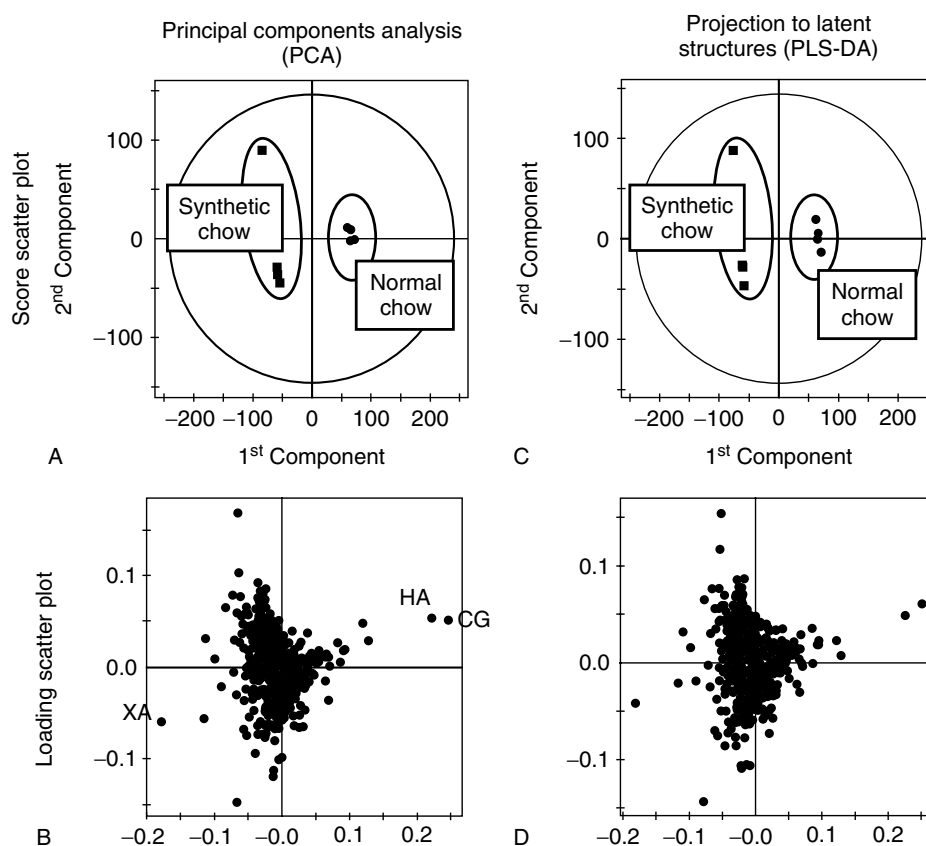 Principal components analysis
(PCA)
Projection to latent
structures (PLS-DA)
Score scatter plot
2nd Component
100
0
−100
Synthetic
chow
Normal
chow
−200 −100 0 100 200
A
1st Component
2nd Component
100
0
−100
Synthetic
chow
Normal
chow
−200 −100 0 100 200
C
1st Component
Loading scatter plot
0.1
0.0
−0.1
HA
CG
XA
−0.2 −0.1 −0.0 0.1 0.2
B
0.1
0.0
−0.1
−0.2 −0.1 −0.0 0.1 0.2
D